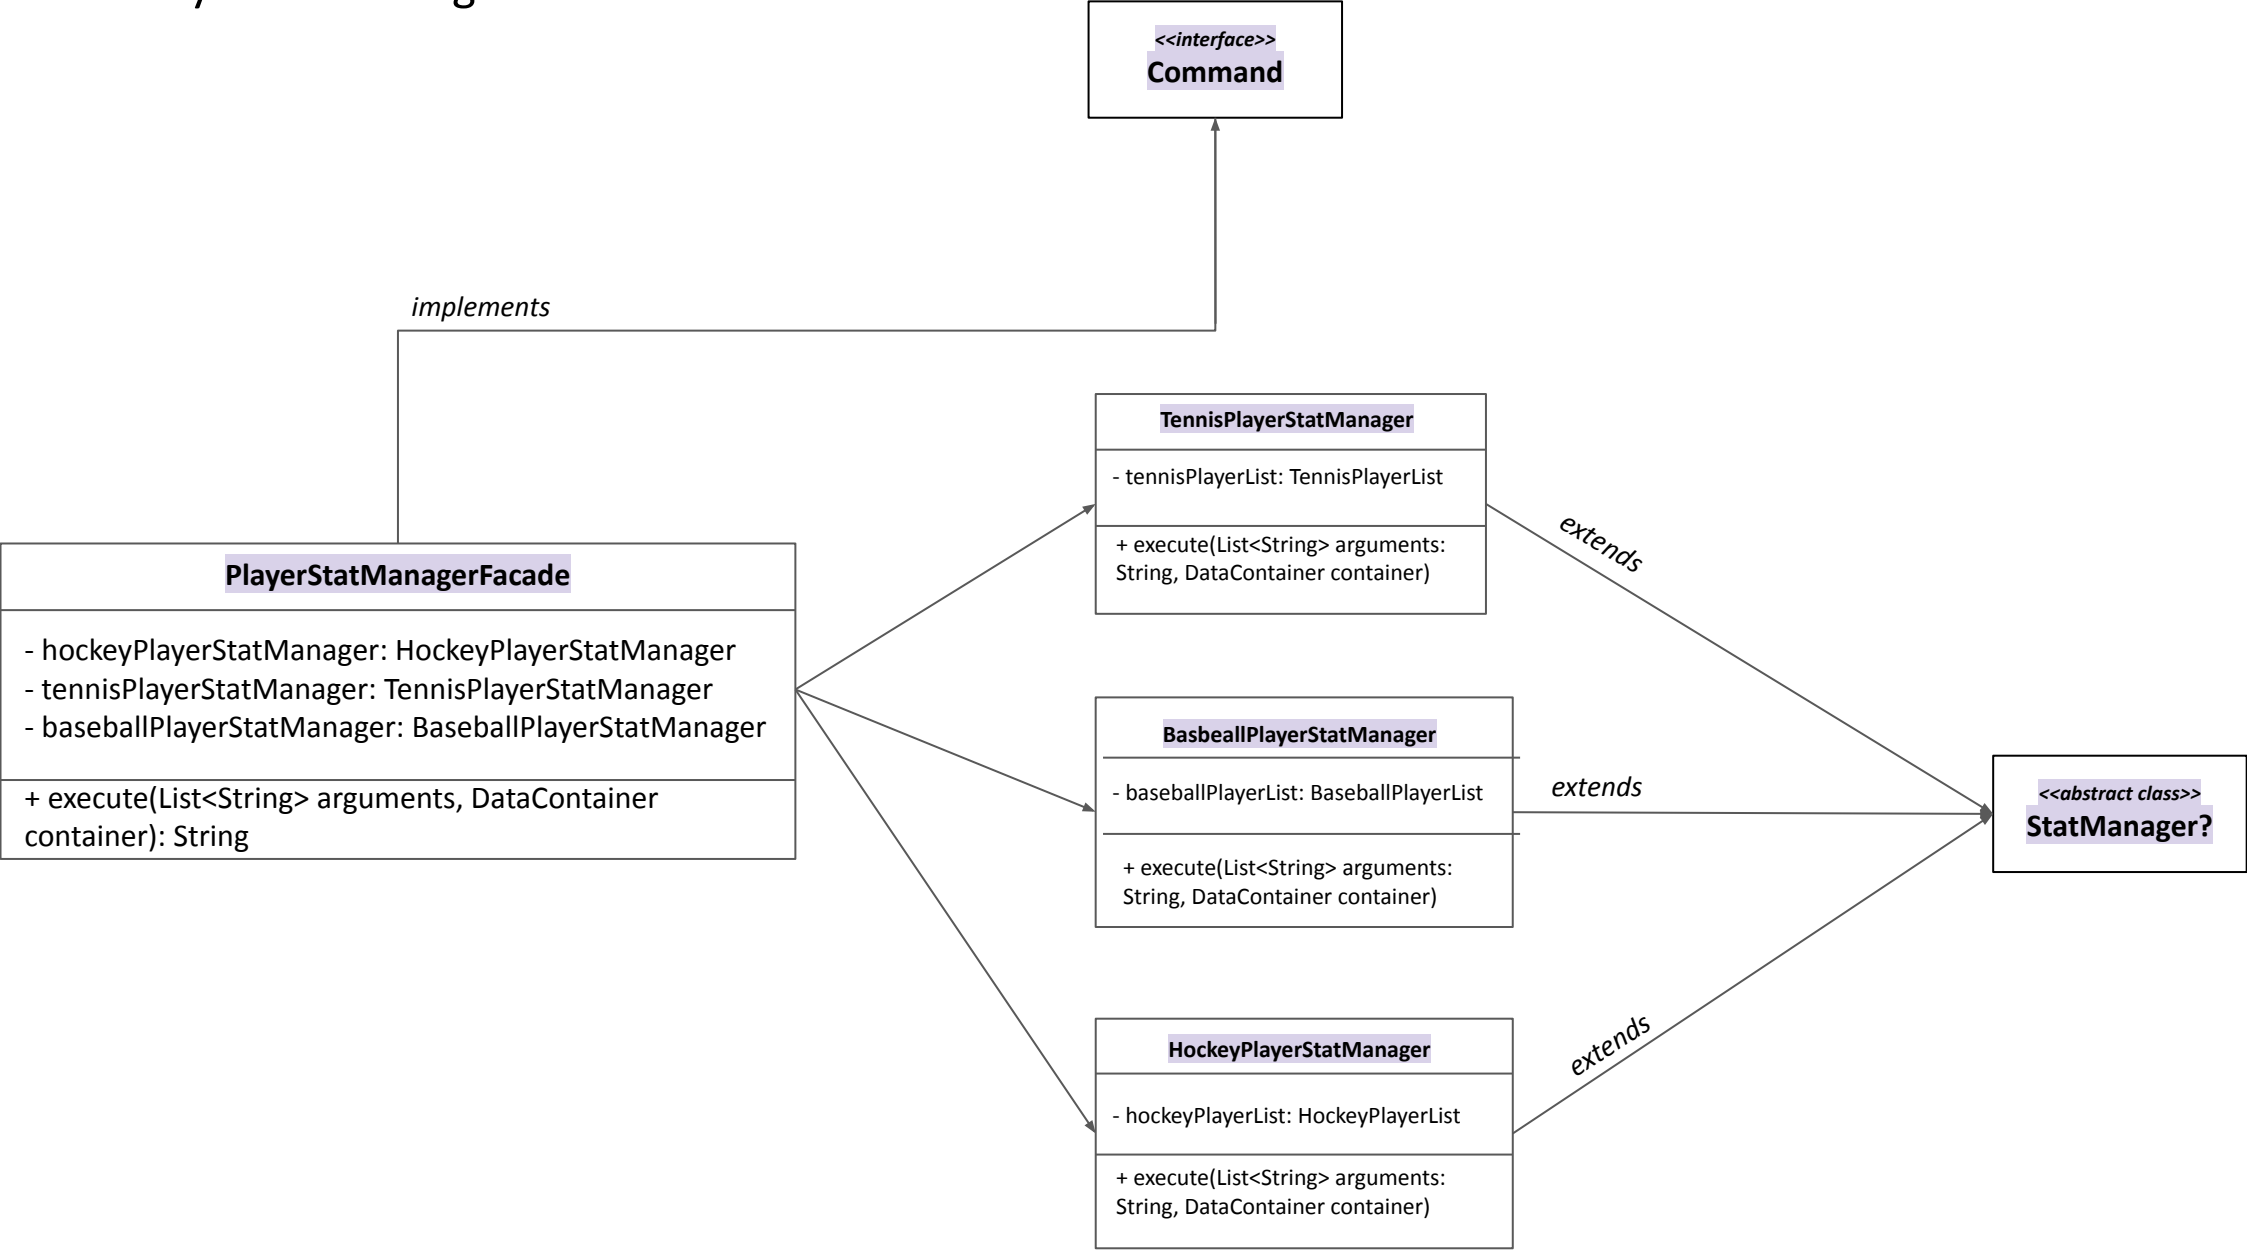 <<interface>>
Command
implements
TennisPlayerStatManager
- tennisPlayerList: TennisPlayerList
+ execute(List<String> arguments:
String, DataContainer container)
extends
PlayerStatManagerFacade
- hockeyPlayerStatManager: HockeyPlayerStatManager
- tennisPlayerStatManager: TennisPlayerStatManager
- baseballPlayerStatManager: BaseballPlayerStatManager
+ execute(List<String> arguments, DataContainer
container): String
BasbeallPlayerStatManager
- baseballPlayerList: BaseballPlayerList
+ execute(List<String> arguments:
String, DataContainer container)
extends
<<abstract class>>
StatManager?
HockeyPlayerStatManager
- hockeyPlayerList: HockeyPlayerList
+ execute(List<String> arguments:
String, DataContainer container)
extends